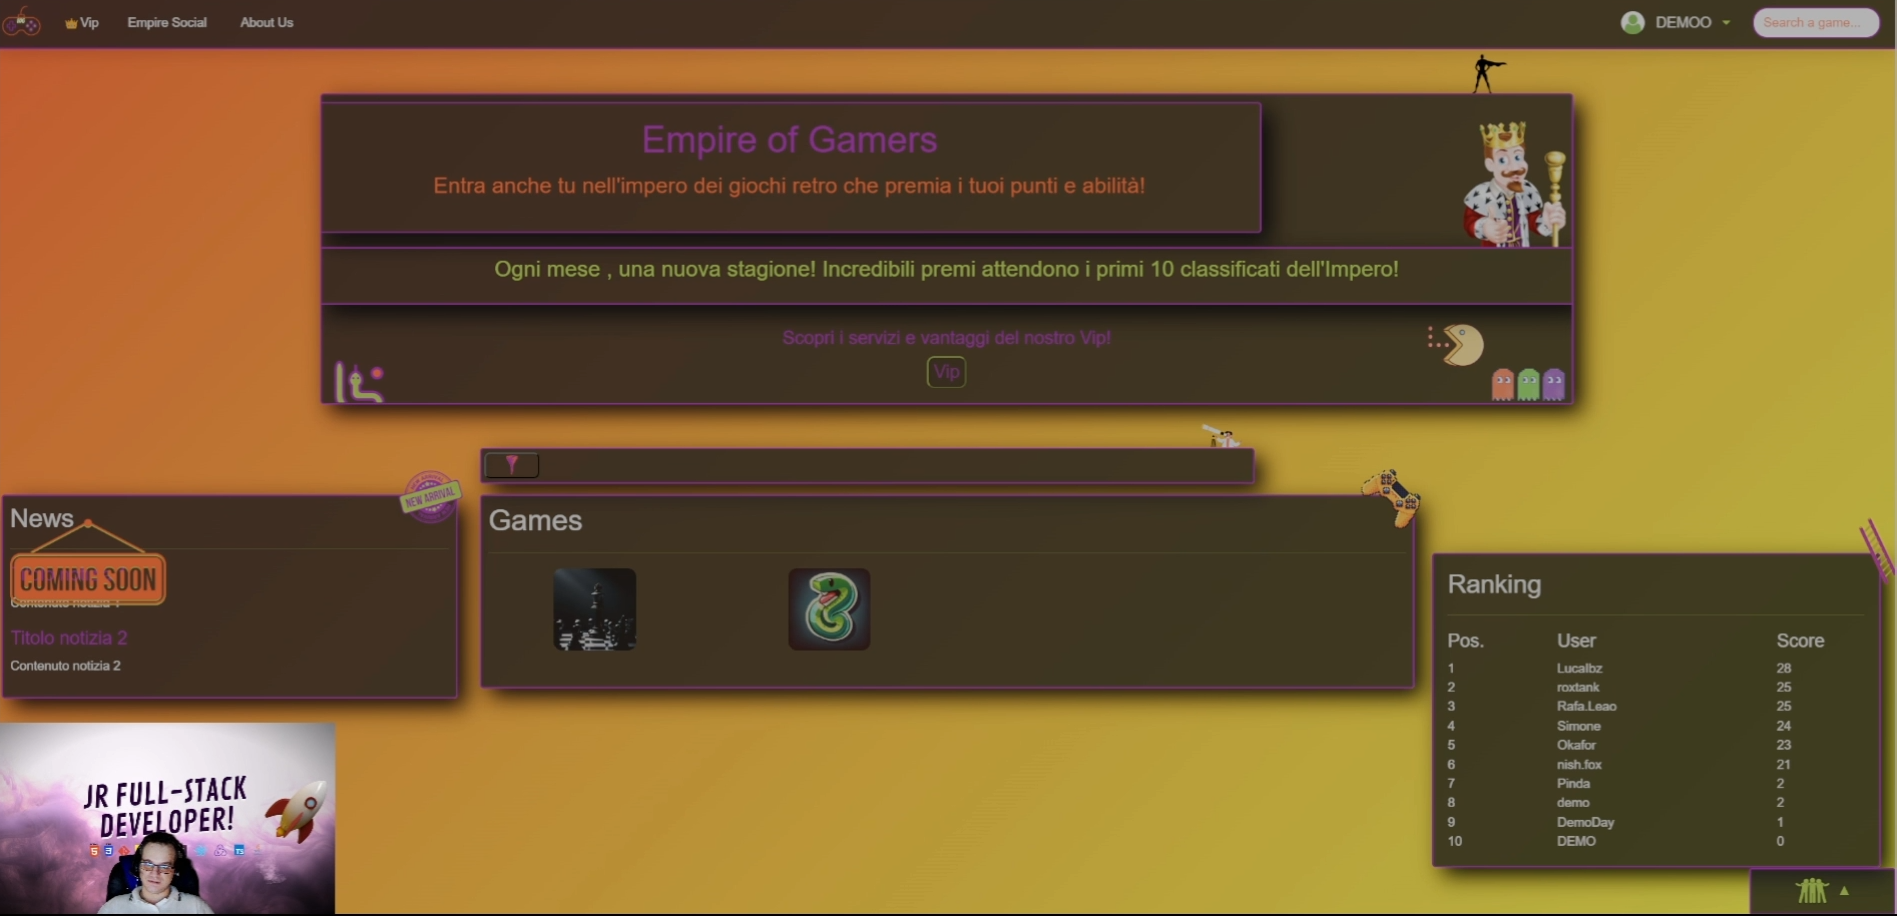 Vip
Empire Social
About Us
DEMOO
Search a game...
Empire of Gamers
Entra anche tu nell'impero dei giochi retro che premia i tuoi punti e abilità!
Ogni mese , una nuova stagione! Incredibili premi attendono i primi 10 classificati dell'Impero!
Scopri i servizi e vantaggi del nostro Vip!
Vip
NEW ARRIVAL
News
COMING SOON
Contenuto notizia 1
Titolo notizia 2
Contenuto notizia 2
Games
Ranking
Pos. User Score
1 Lucalbz 28
2 roxtank 25
3 Rafa.Leao 25
4 Simone 24
5 Okafor 23
6 nish.fox 21
7 Pinda 2
8 demo 2
9 DemoDay 1
10 DEMO 0
JR FULL-STACK
DEVELOPER!